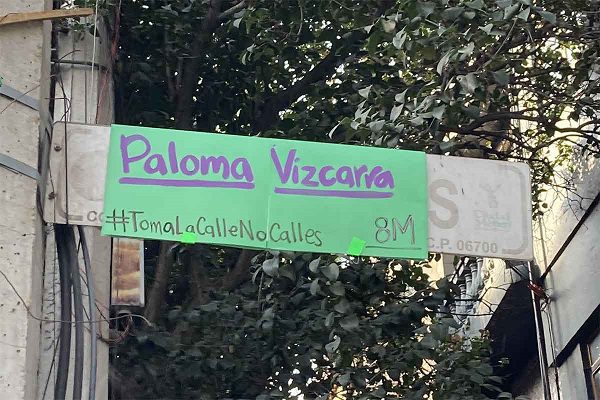 Paloma Vizcarra
#TomaLaCalleNoCalles 8M
S
C.P. 06700